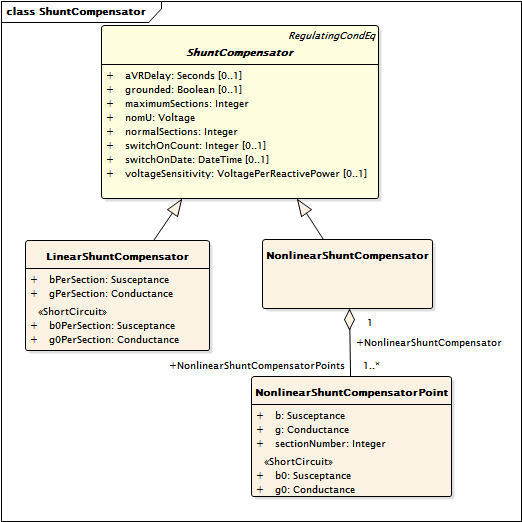 class ShuntCompensator
RegulatingCondEq
ShuntCompensator
+ aVRDelay: Seconds [0..1]
+ grounded: Boolean [0..1]
+ maximumSections: Integer
+ nomU: Voltage
+ normalSections: Integer
+ switchOnCount: Integer [0..1]
+ switchOnDate: DateTime [0..1]
+ voltageSensitivity: VoltagePerReactivePower [0..1]
LinearShuntCompensator
+ bPerSection: Susceptance
+ gPerSection: Conductance
«ShortCircuit»
+ b0PerSection: Susceptance
+ g0PerSection: Conductance
NonlinearShuntCompensator
1
+NonlinearShuntCompensator
+NonlinearShuntCompensatorPoints 1..*
NonlinearShuntCompensatorPoint
+ b: Susceptance
+ g: Conductance
+ sectionNumber: Integer
«ShortCircuit»
+ b0: Susceptance
+ g0: Conductance